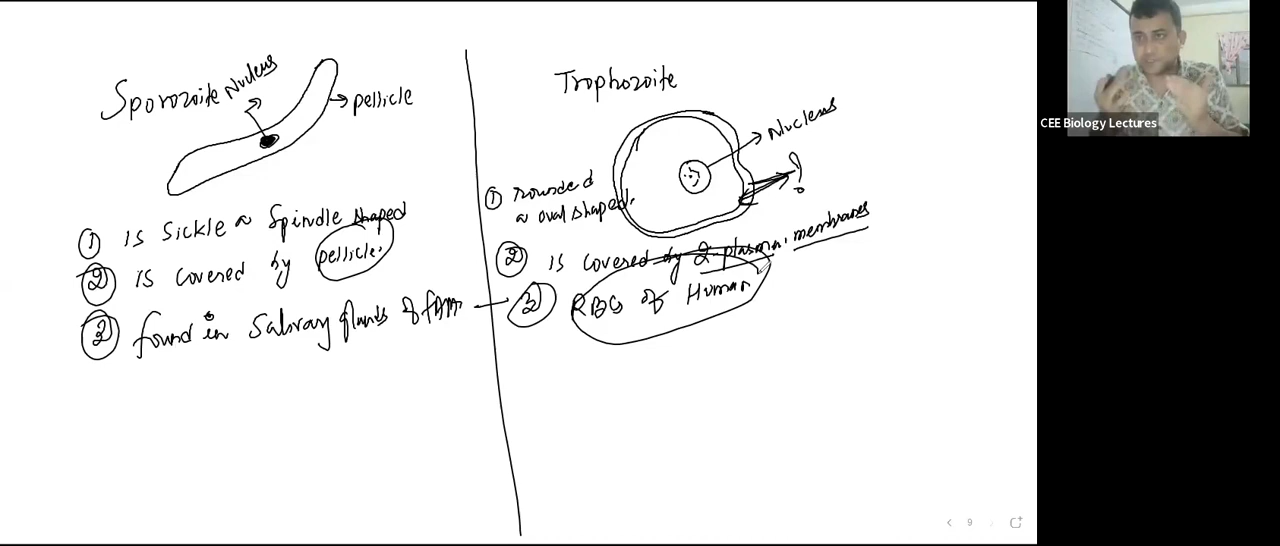 Sporozoite
Nucleus
pellicle
① is Sickle or Spindle shaped
② is covered by pellicle.
③ found in Salivary glands of
Trophozoite
Nucleus
?
① rounded
or oval shaped.
② is covered by 2 plasma membranes
③ RBC of Human
CEE Biology Lectures
9